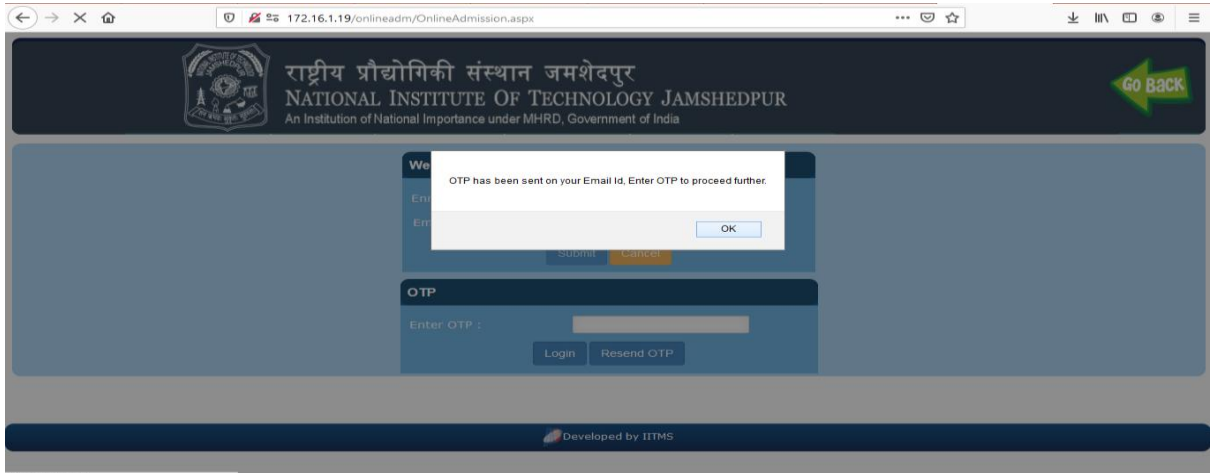 172.16.1.19/onlineadm/OnlineAdmission.aspx
राष्ट्रीय प्रौद्योगिकी संस्थान जमशेदपुर
NATIONAL INSTITUTE OF TECHNOLOGY JAMSHEDPUR
An Institution of National Importance under MHRD, Government of India
GO BACK
We
OTP has been sent on your Email Id, Enter OTP to proceed further.
Em
OK
Submit Cancel
OTP
Enter OTP :
Login Resend OTP
Developed by IITMS